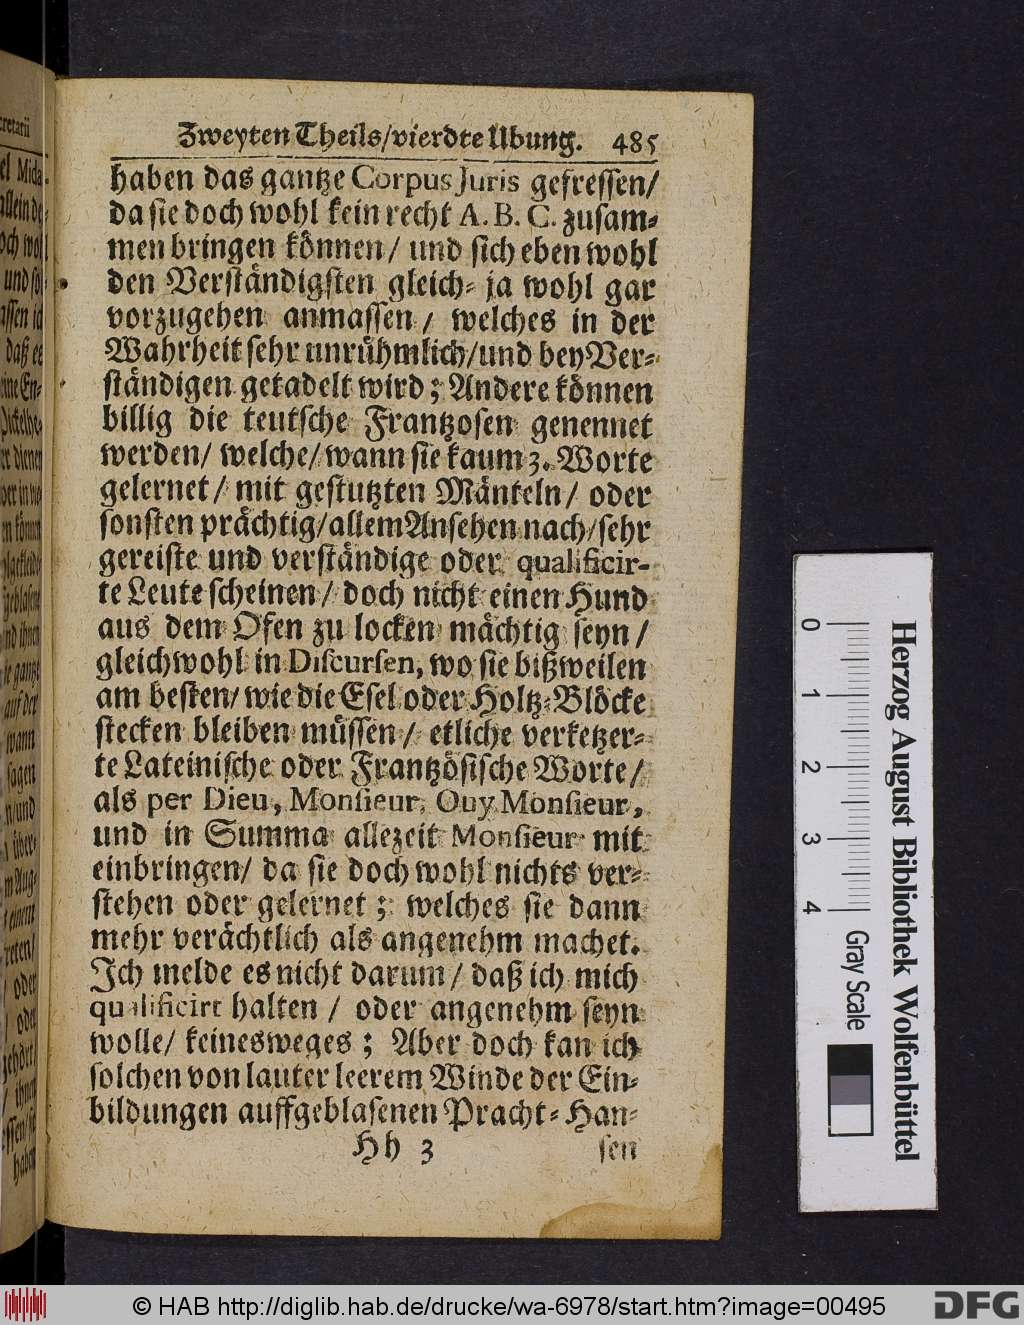 Zweyten Theils/vierdte Ubung. 485
haben das gantze Corpus Juris gefressen/
da sie doch wohl kein recht A. B. C. zusam-
men bringen können/ und sich eben wohl
den Verständigsten gleich- ja wohl gar
vorzugehen anmassen/ welches in der
Wahrheit sehr unrühmlich/und bey Ver-
ständigen getadelt wird; Andere können
billig die teutsche Frantzosen genennet
werden/ welche/ wann sie kaum 3. Worte
gelernet/ mit gestutzten Mänteln/ oder
sonsten prächtig/allem Ansehen nach/sehr
gereiste und verständige oder qualificir-
te Leute scheinen/ doch nicht einen Hund
aus dem Ofen zu locken mächtig seyn/
gleichwohl in Discursen, wo sie bißweilen
am besten/ wie die Esel oder Holtz-Blöcke
stecken bleiben müssen/ etliche verketzer-
te Lateinische oder Frantzösische Worte/
als per Dieu, Monsieur, Ouy Monsieur,
und in Summa allezeit Monsieur mit
einbringen/ da sie doch wohl nichts ver-
stehen oder gelernet; welches sie dann
mehr verächtlich als angenehm machet.
Ich melde es nicht darum/ daß ich mich
qualificirt halten/ oder angenehm seyn
wolle/ keinesweges; Aber doch kan ich
solchen von lauter leerem Winde der Ein-
bildungen auffgeblasenen Pracht-Han-
Hh 3 sen
0 1 2 3 4
Gray Scale
Herzog August Bibliothek Wolfenbüttel
© HAB http://diglib.hab.de/drucke/wa-6978/start.htm?image=00495
DFG